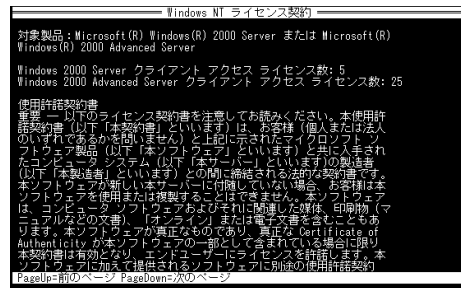 Windows NT ライセンス契約
対象製品：Microsoft(R) Windows(R) 2000 Server または Microsoft(R)
Windows(R) 2000 Advanced Server
Windows 2000 Server クライアント アクセス ライセンス数: 5
Windows 2000 Advanced Server クライアント アクセス ライセンス数: 25
使用許諾契約書
重要 ― 以下のライセンス契約書を注意してお読みください。本使用許
諾契約書（以下「本契約書」といいます）は、お客様（個人または法人
のいずれであるかを問いません）と上記に示されたマイクロソフト ソ
フトウェア製品（以下「本ソフトウェア」といいます）と共に入手され
たコンピュータ システム（以下「本サーバー」といいます)の製造者
（以下「本製造者」といいます）との間に締結される法的な契約書です。
本ソフトウェアが新しい本サーバーに付随していない場合、お客様は本
ソフトウェアを使用または複製することはできません。本ソフトウェア
は、コンピュータ ソフトウェアおよびそれに関連した媒体、印刷物（マ
ニュアルなどの文書）、「オンライン」または電子文書を含むこともあ
ります。本ソフトウェアが真正なものであり、真正な Certificate of
Authenticity が本ソフトウェアの一部として含まれている場合に限り
本契約書は有効となり、エンドユーザーにライセンスを許諾します。本
ソフトウェアに加えて提供されるソフトウェアに別途の使用許諾契約
PageUp=前のページ PageDown=次のページ